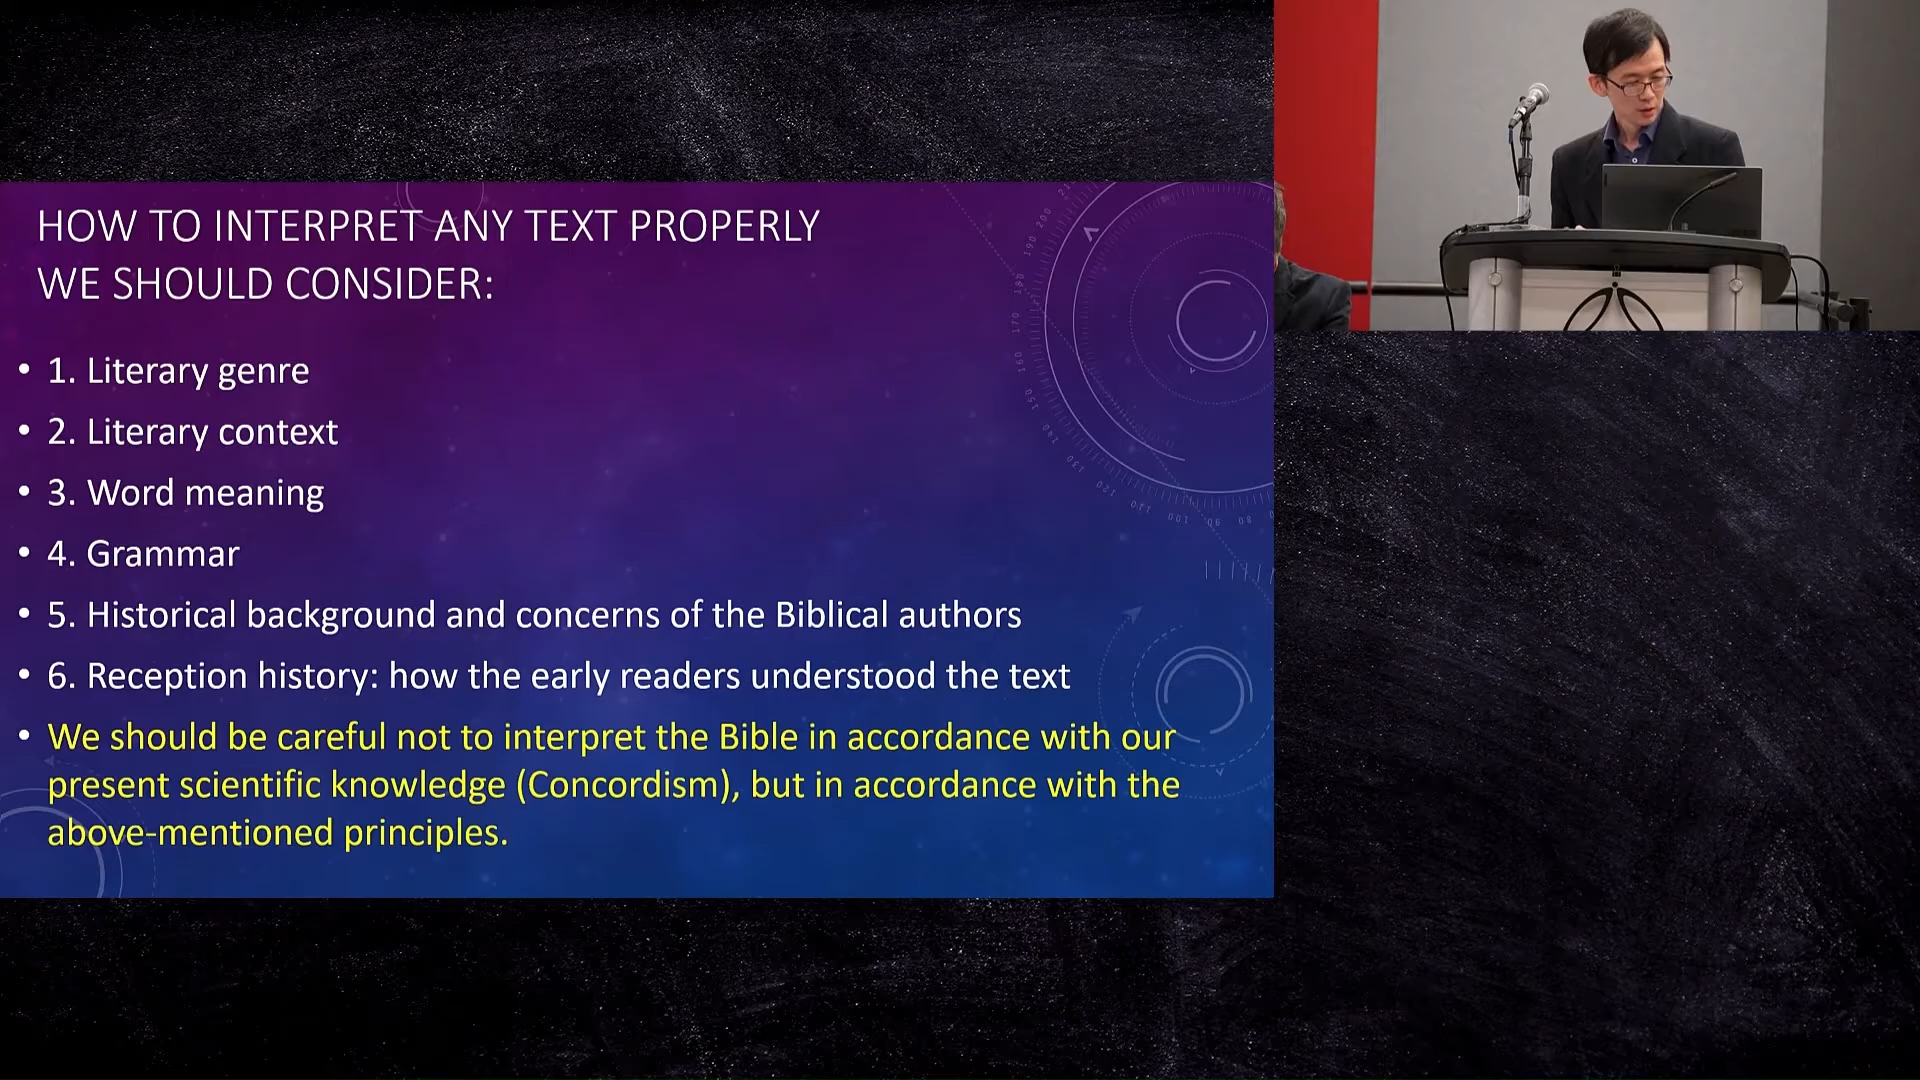 HOW TO INTERPRET ANY TEXT PROPERLY
WE SHOULD CONSIDER:
• 1. Literary genre
• 2. Literary context
• 3. Word meaning
• 4. Grammar
• 5. Historical background and concerns of the Biblical authors
• 6. Reception history: how the early readers understood the text
• We should be careful not to interpret the Bible in accordance with our
present scientific knowledge (Concordism), but in accordance with the
above-mentioned principles.